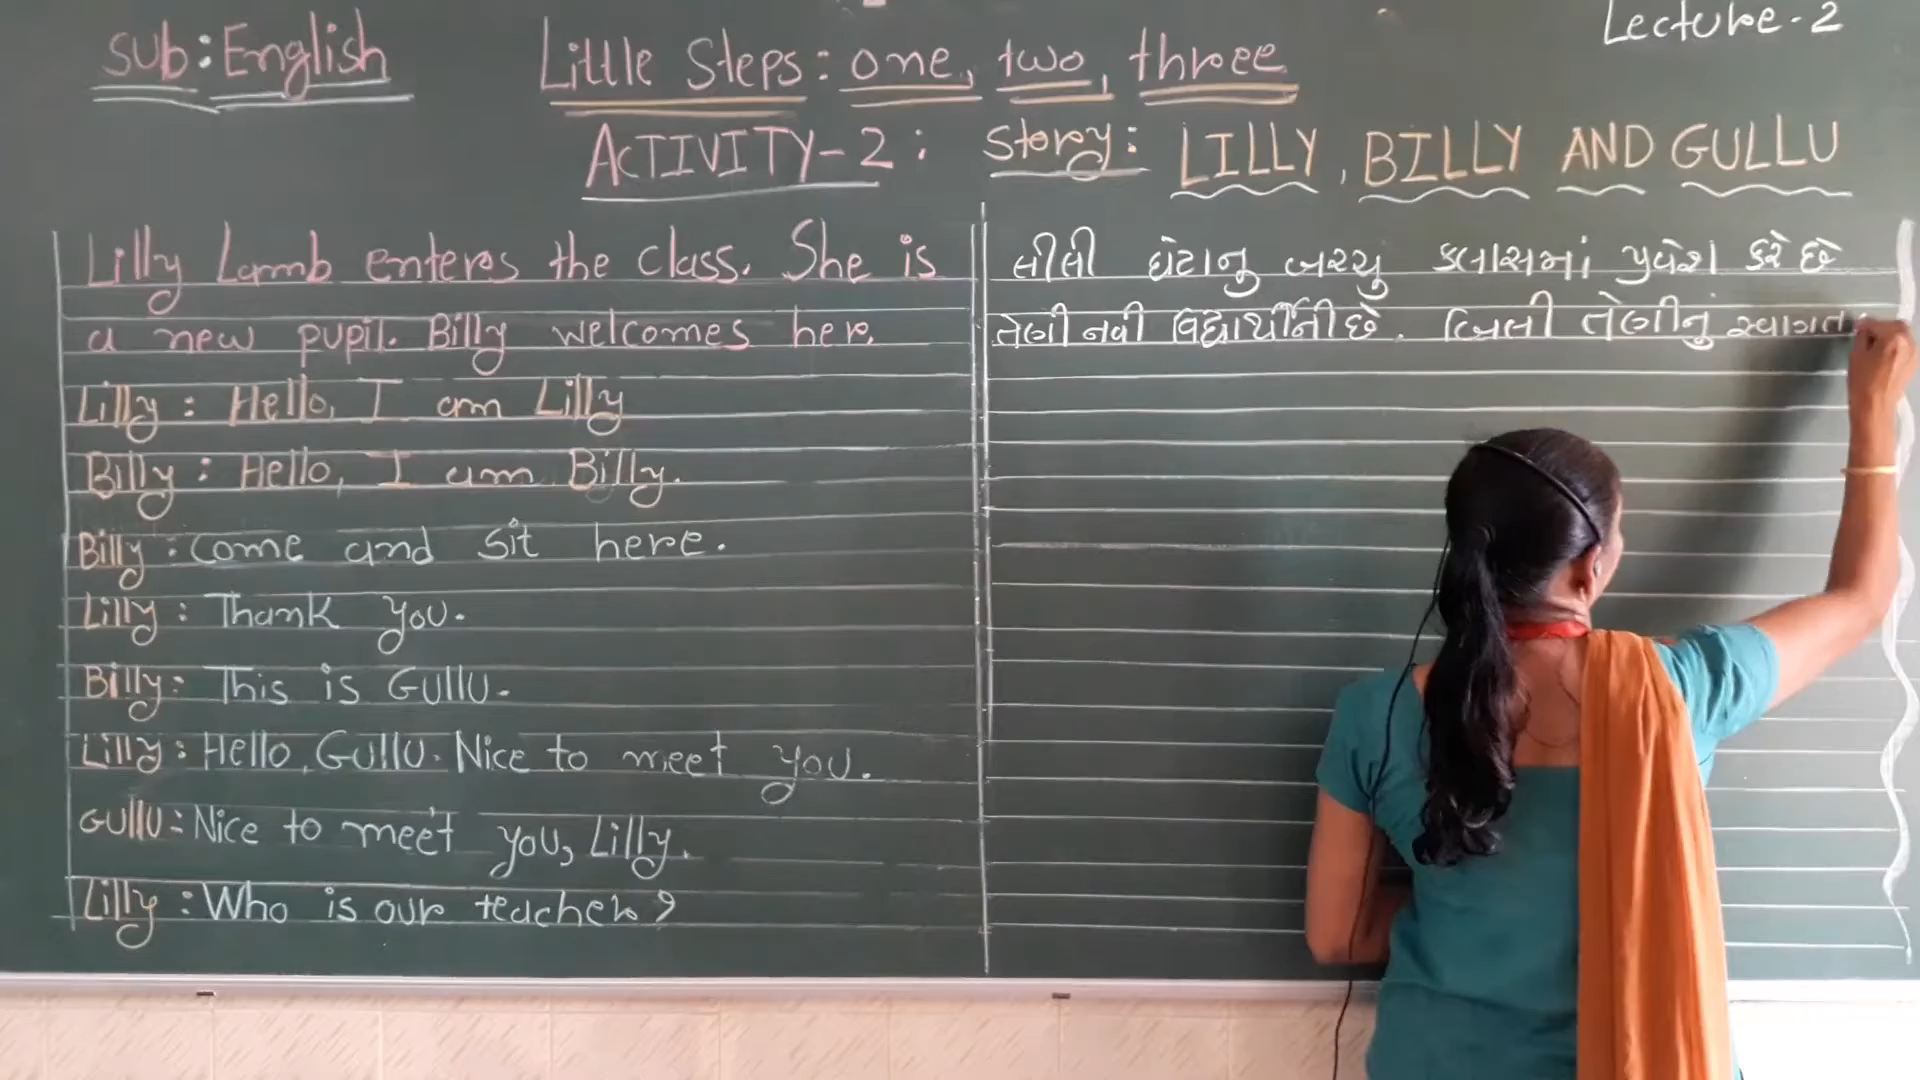 Sub: English
Little Steps: one, two, three
Lecture-2
ACTIVITY-2: Story: LILLY, BILLY AND GULLU
Lilly Lamb enters the class. She is
a new pupil. Billy welcomes her.
Lilly: Hello, I am Lilly
Billy: Hello, I am Billy.
Billy: Come and sit here.
Lilly: Thank you.
Billy: This is Gullu.
Lilly: Hello, Gullu. Nice to meet you.
Gullu: Nice to meet you, Lilly.
Lilly: Who is our teacher?
લીલી ઘેટાનુ બચ્ચુ કલાસમાં પ્રવેશ કરે છે
તેણી નવી વિદ્યાર્થીની છે. બિલી તેણીનું સ્વાગત